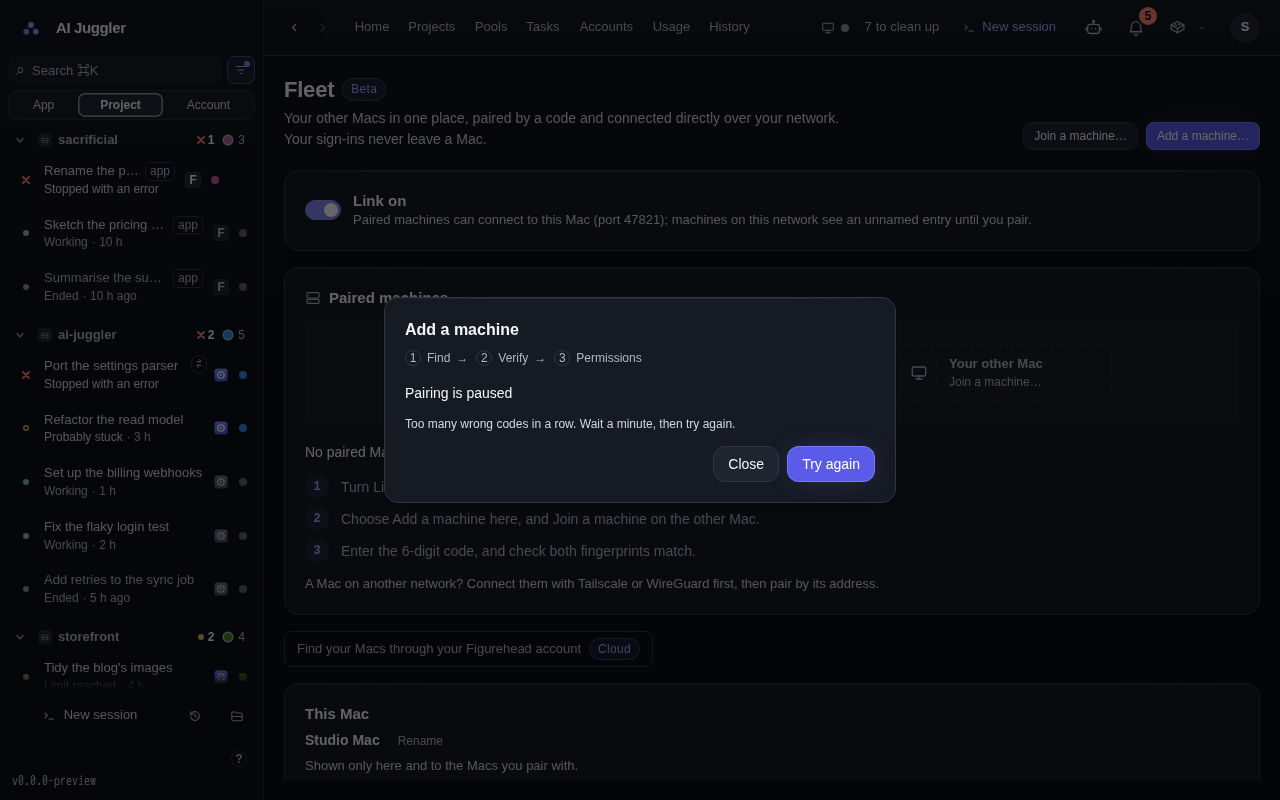 AI Juggler
Home
Projects
Pools
Tasks
Accounts
Usage
History
7 to clean up
New session
5
S
Search ⌘K
App
Project
Account
sacrificial
1
3
Rename the p…
app
F
Stopped with an error
Sketch the pricing …
app
F
Working · 10 h
Summarise the su…
app
F
Ended · 10 h ago
ai-juggler
2
5
Port the settings parser
Stopped with an error
Refactor the read model
Probably stuck · 3 h
Set up the billing webhooks
Working · 1 h
Fix the flaky login test
Working · 2 h
Add retries to the sync job
Ended · 5 h ago
storefront
2
4
Tidy the blog's images
Limit reached · 4 h
New session
?
v0.0.0-preview
Fleet
Beta
Your other Macs in one place, paired by a code and connected directly over your network.
Your sign-ins never leave a Mac.
Join a machine…
Add a machine…
Link on
Paired machines can connect to this Mac (port 47821); machines on this network see an unnamed entry until you pair.
Paired machines
Your other Mac
Join a machine…
Add a machine
1 Find → 2 Verify → 3 Permissions
Pairing is paused
Too many wrong codes in a row. Wait a minute, then try again.
Close
Try again
No paired Ma
1 Turn Li
2 Choose Add a machine here, and Join a machine on the other Mac.
3 Enter the 6-digit code, and check both fingerprints match.
A Mac on another network? Connect them with Tailscale or WireGuard first, then pair by its address.
Find your Macs through your Figurehead account
Cloud
This Mac
Studio Mac
Rename
Shown only here and to the Macs you pair with.